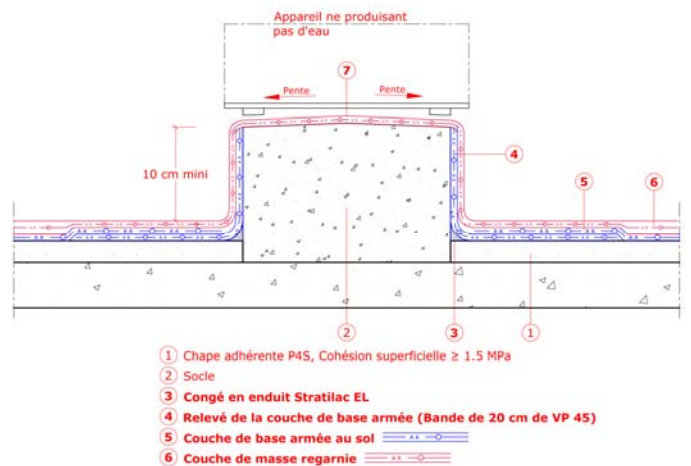 Appareil ne produisant
pas d'eau
7
Pente
Pente
4
10 cm mini
5
6
2
3
1
1 Chape adhérente P4S, Cohésion superficielle ≥ 1.5 MPa
2 Socle
3 Congé en enduit Stratilac EL
4 Relevé de la couche de base armée (Bande de 20 cm de VP 45)
5 Couche de base armée au sol
6 Couche de masse regarnie